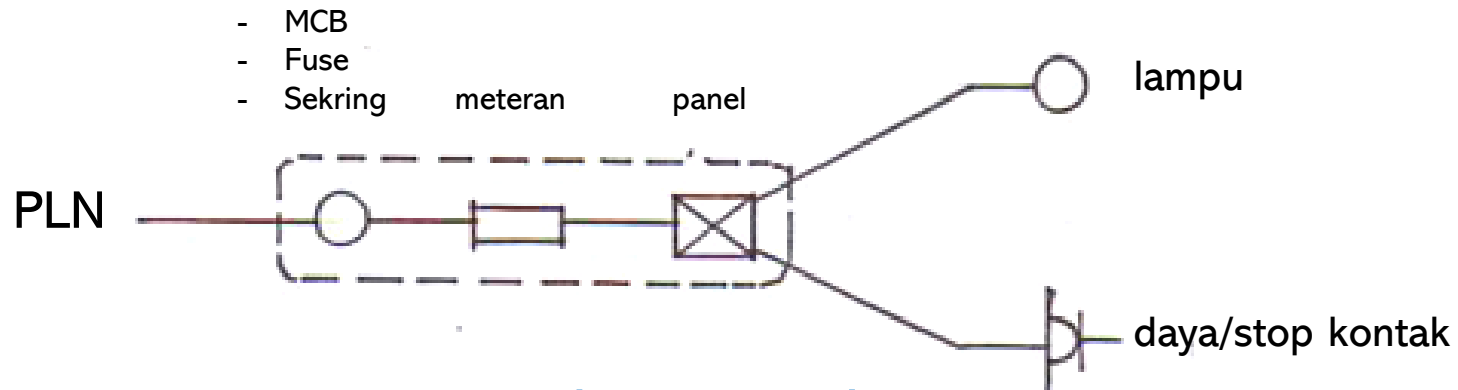 - MCB
- Fuse
- Sekring
meteran
panel
lampu
PLN
daya/stop kontak